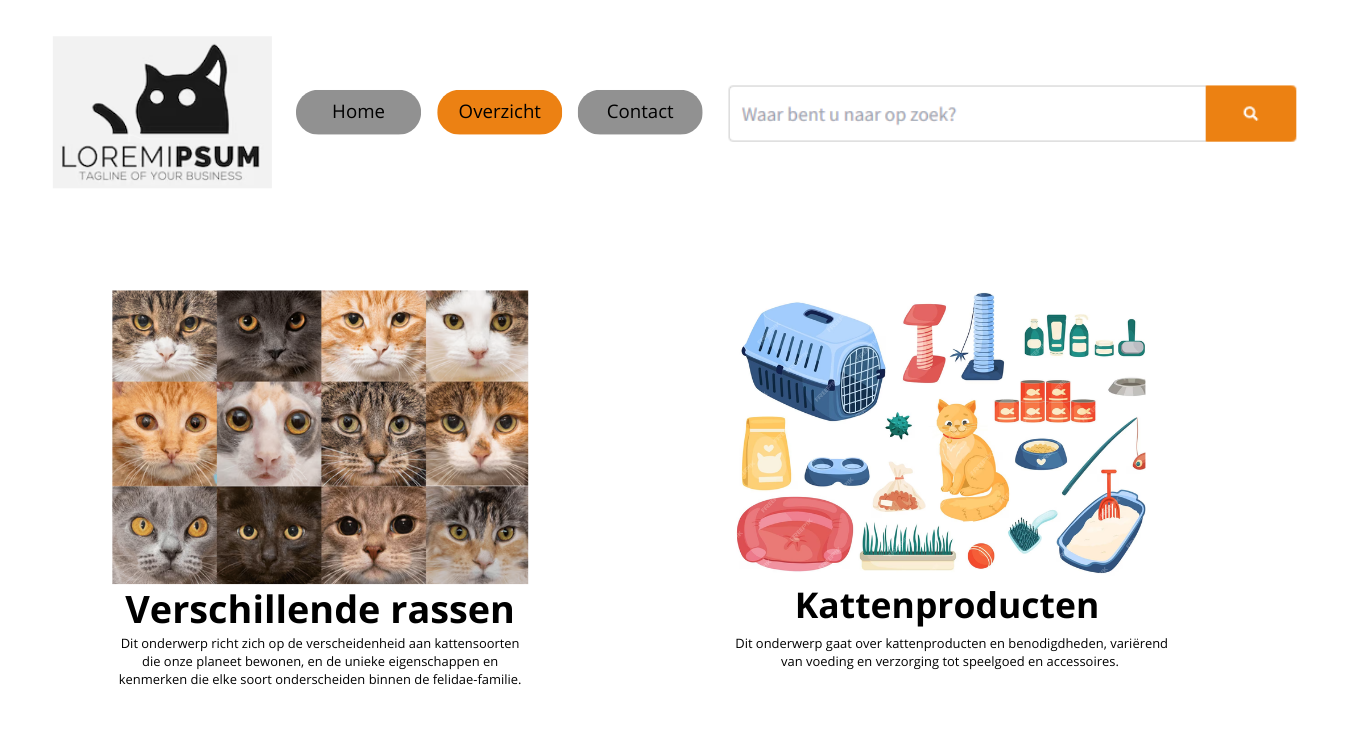 LOREMIPSUM
TAGLINE OF YOUR BUSINESS
Home
Overzicht
Contact
Waar bent u naar op zoek?
Verschillende rassen
Dit onderwerp richt zich op de verscheidenheid aan kattensoorten
die onze planeet bewonen, en de unieke eigenschappen en
kenmerken die elke soort onderscheiden binnen de felidae-familie.
Kattenproducten
Dit onderwerp gaat over kattenproducten en benodigdheden, variërend
van voeding en verzorging tot speelgoed en accessoires.